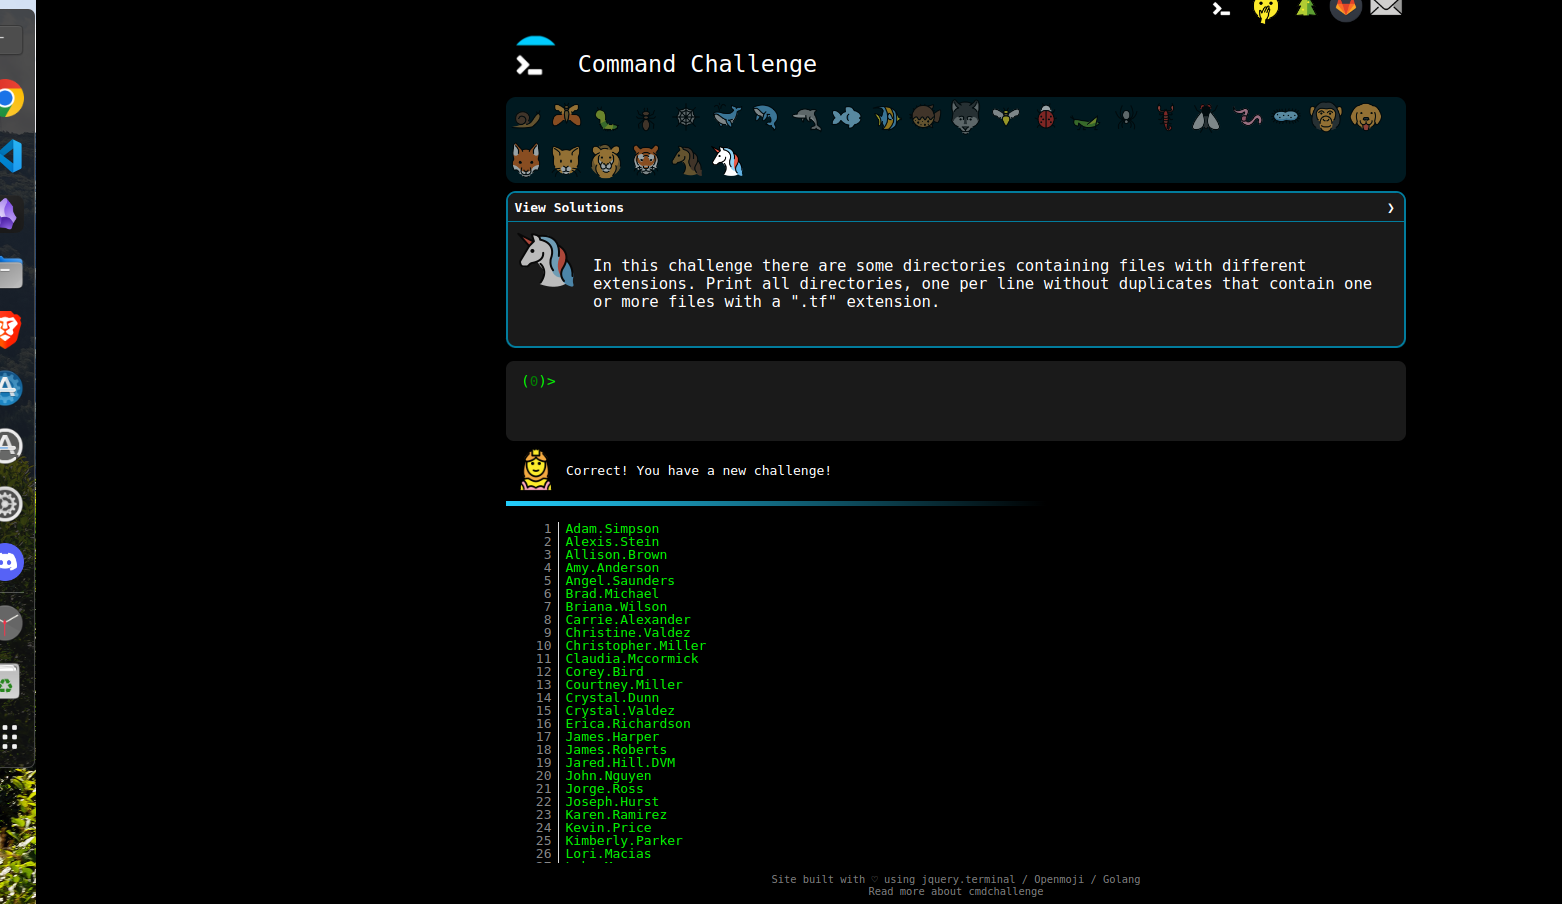 Command Challenge
View Solutions
In this challenge there are some directories containing files with different
extensions. Print all directories, one per line without duplicates that contain one
or more files with a ".tf" extension.
(0)>
Correct! You have a new challenge!
1 Adam.Simpson
2 Alexis.Stein
3 Allison.Brown
4 Amy.Anderson
5 Angel.Saunders
6 Brad.Michael
7 Briana.Wilson
8 Carrie.Alexander
9 Christine.Valdez
10 Christopher.Miller
11 Claudia.Mccormick
12 Corey.Bird
13 Courtney.Miller
14 Crystal.Dunn
15 Crystal.Valdez
16 Erica.Richardson
17 James.Harper
18 James.Roberts
19 Jared.Hill.DVM
20 John.Nguyen
21 Jorge.Ross
22 Joseph.Hurst
23 Karen.Ramirez
24 Kevin.Price
25 Kimberly.Parker
26 Lori.Macias
Site built with ♡ using jquery.terminal / Openmoji / Golang
Read more about cmdchallenge